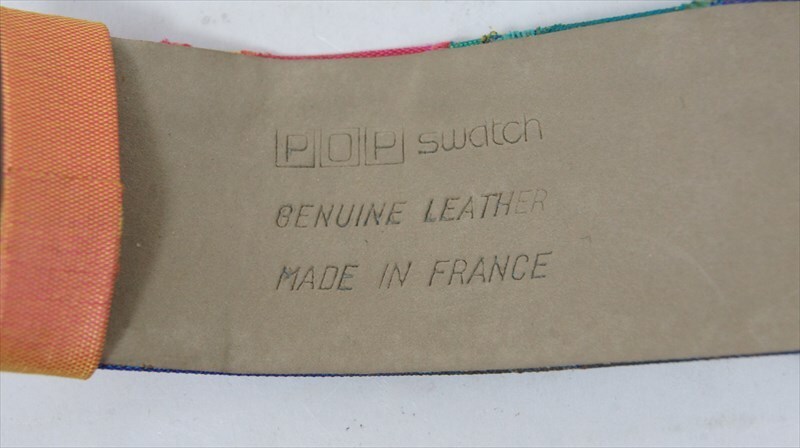 POP swatch
GENUINE LEATHER
MADE IN FRANCE